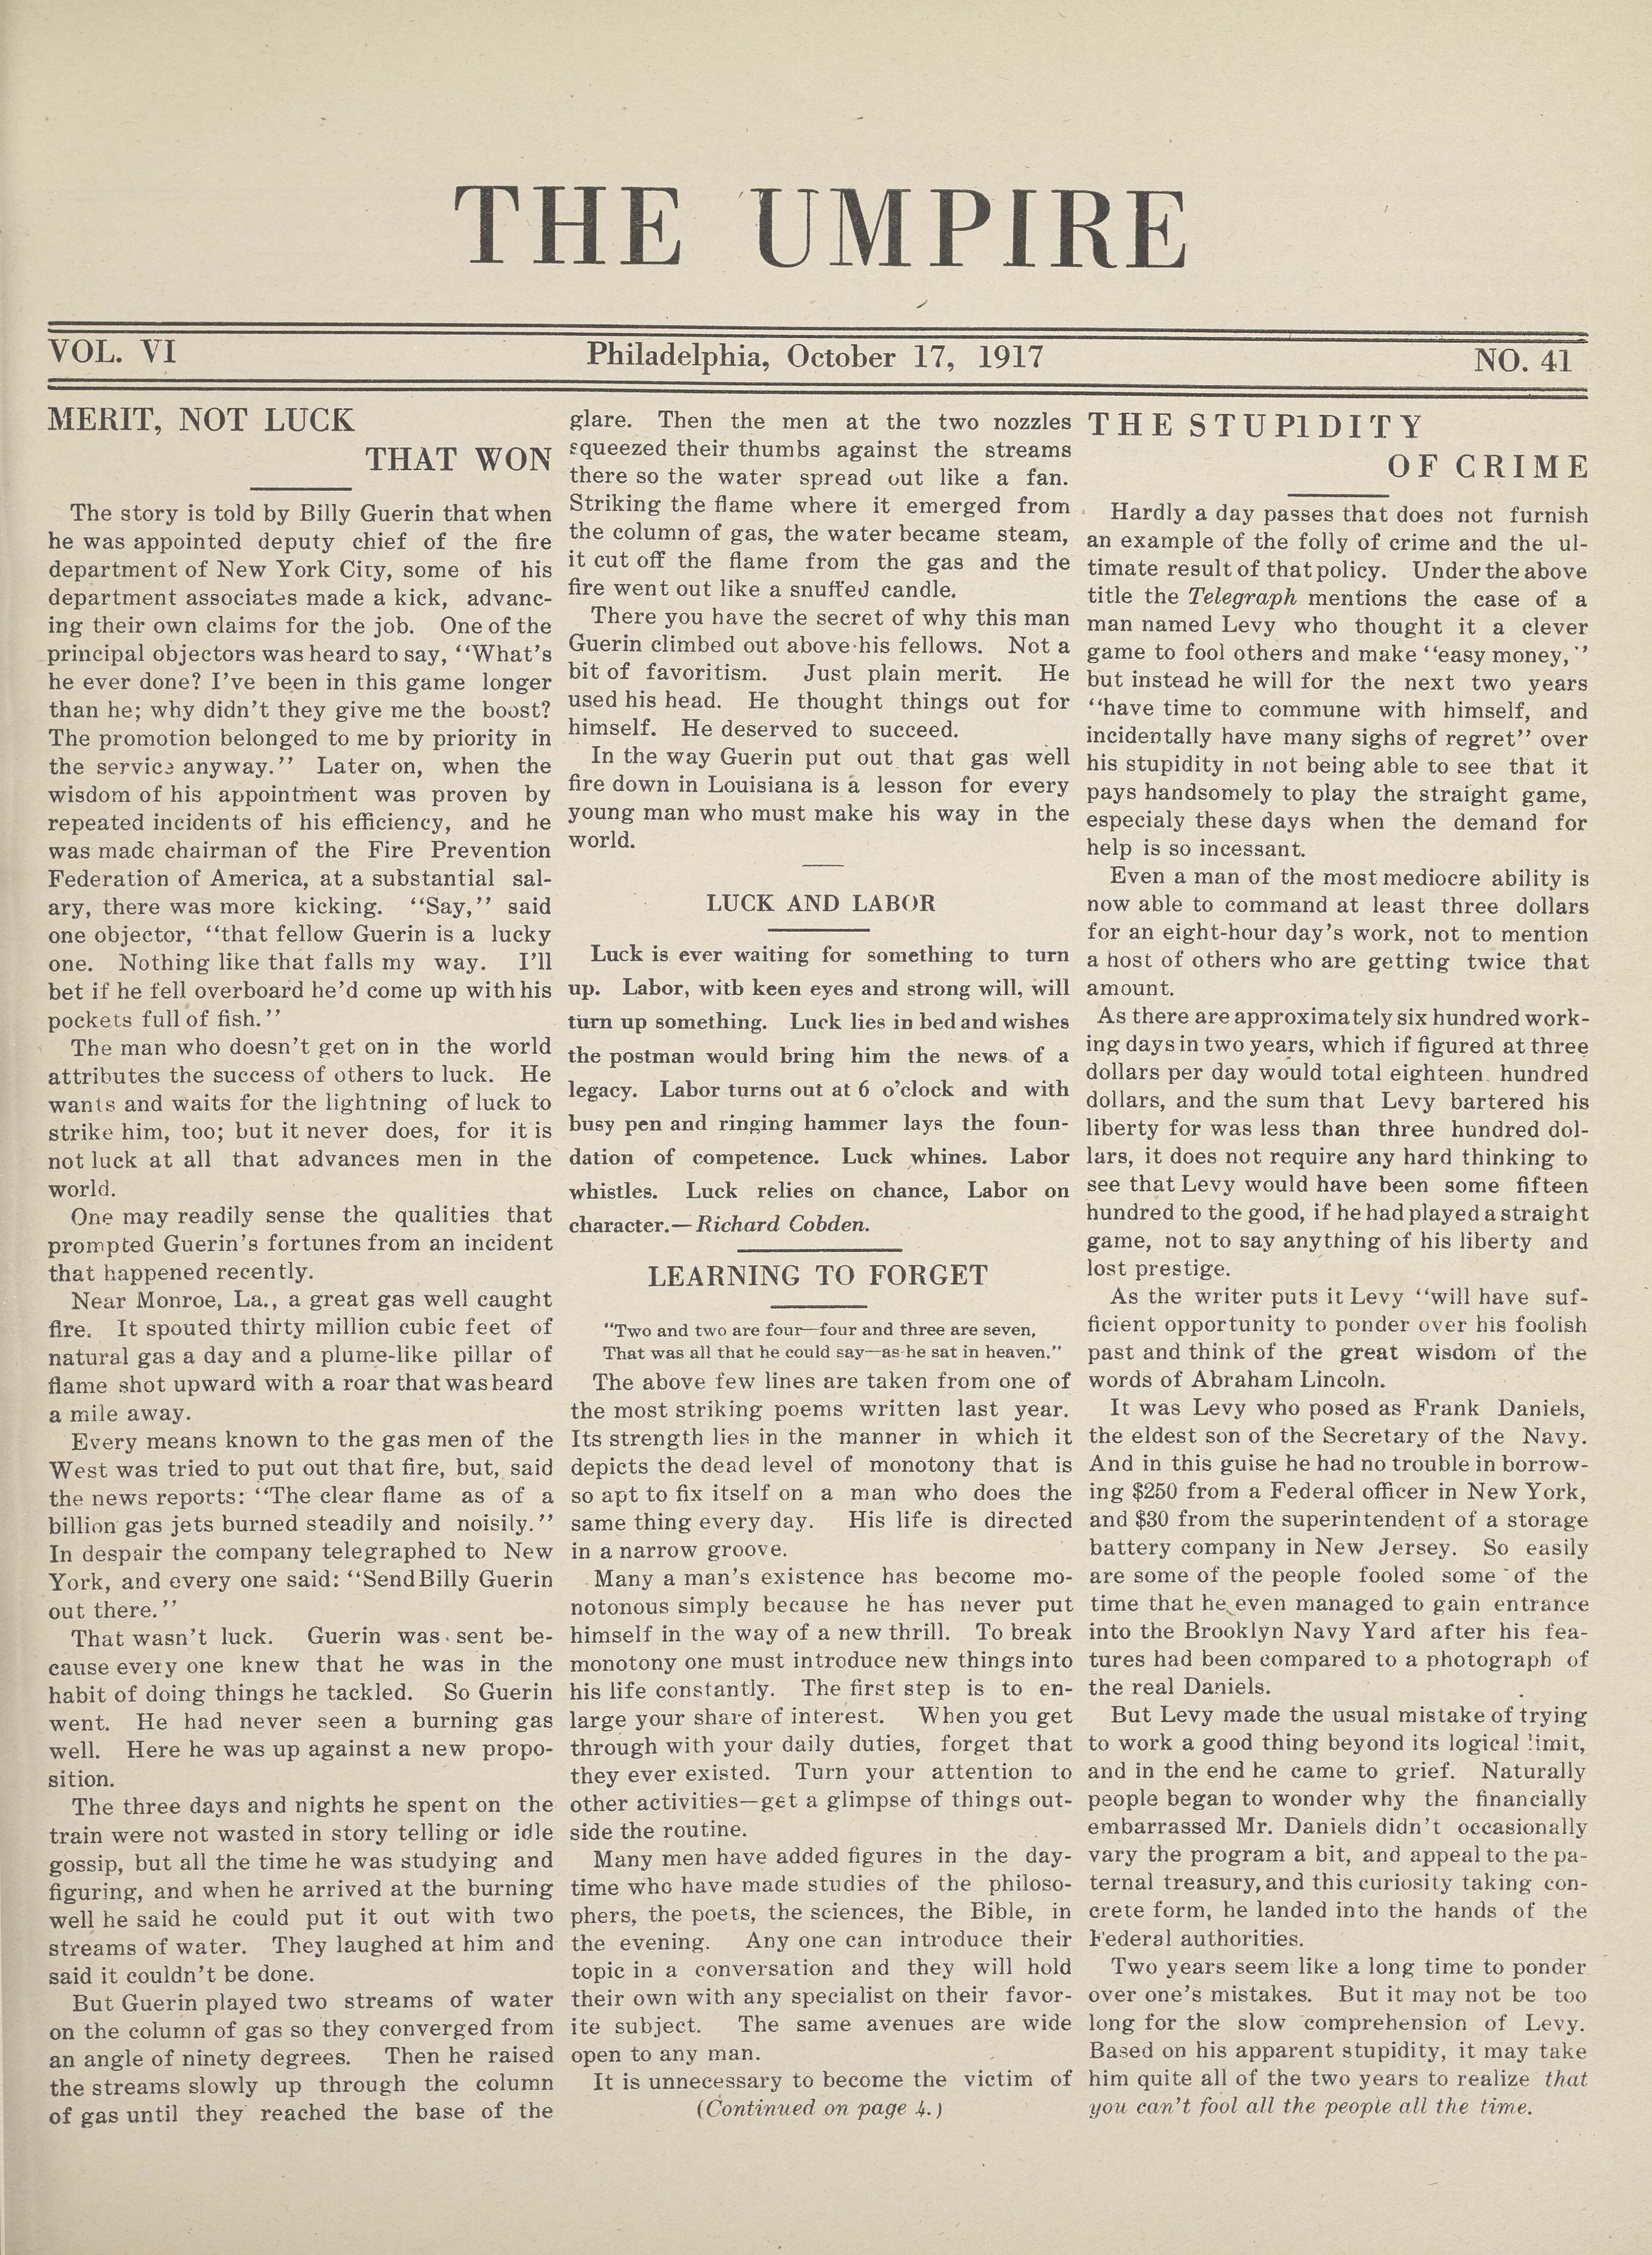 THE UMPIRE
VOL. VI
Philadelphia, October 17, 1917
NO. 41
MERIT, NOT LUCK
THAT WON
The story is told by Billy Guerin that when
he was appointed deputy chief of the fire
department of New York City, some of his
department associates made a kick, advanc-
ing their own claims for the job. One of the
principal objectors was heard to say, "What's
he ever done? I've been in this game longer
than he; why didn't they give me the boost?
The promotion belonged to me by priority in
the service anyway." Later on, when the
wisdom of his appointment was proven by
repeated incidents of his efficiency, and he
was made chairman of the Fire Prevention
Federation of America, at a substantial sal-
ary, there was more kicking. "Say," said
one objector, "that fellow Guerin is a lucky
one. Nothing like that falls my way. I'll
bet if he fell overboard he'd come up with his
pockets full of fish."
The man who doesn't get on in the world
attributes the success of others to luck. He
wants and waits for the lightning of luck to
strike him, too; but it never does, for it is
not luck at all that advances men in the
world.
One may readily sense the qualities that
prompted Guerin's fortunes from an incident
that happened recently.
Near Monroe, La., a great gas well caught
fire. It spouted thirty million cubic feet of
natural gas a day and a plume-like pillar of
flame shot upward with a roar that was heard
a mile away.
Every means known to the gas men of the
West was tried to put out that fire, but, said
the news reports: "The clear flame as of a
billion gas jets burned steadily and noisily."
In despair the company telegraphed to New
York, and every one said: "Send Billy Guerin
out there."
That wasn't luck. Guerin was sent be-
cause every one knew that he was in the
habit of doing things he tackled. So Guerin
went. He had never seen a burning gas
well. Here he was up against a new propo-
sition.
The three days and nights he spent on the
train were not wasted in story telling or idle
gossip, but all the time he was studying and
figuring, and when he arrived at the burning
well he said he could put it out with two
streams of water. They laughed at him and
said it couldn't be done.
But Guerin played two streams of water
on the column of gas so they converged from
an angle of ninety degrees. Then he raised
the streams slowly up through the column
of gas until they reached the base of the
glare. Then the men at the two nozzles
squeezed their thumbs against the streams
there so the water spread out like a fan.
Striking the flame where it emerged from
the column of gas, the water became steam,
it cut off the flame from the gas and the
fire went out like a snuffed candle.
There you have the secret of why this man
Guerin climbed out above his fellows. Not a
bit of favoritism. Just plain merit. He
used his head. He thought things out for
himself. He deserved to succeed.
In the way Guerin put out that gas well
fire down in Louisiana is a lesson for every
young man who must make his way in the
world.
LUCK AND LABOR
Luck is ever waiting for something to turn
up. Labor, with keen eyes and strong will, will
turn up something. Luck lies in bed and wishes
the postman would bring him the news of a
legacy. Labor turns out at 6 o'clock and with
busy pen and ringing hammer lays the foun-
dation of competence. Luck whines. Labor
whistles. Luck relies on chance, Labor on
character.—Richard Cobden.
LEARNING TO FORGET
"Two and two are four—four and three are seven,
That was all that he could say—as he sat in heaven."
The above few lines are taken from one of
the most striking poems written last year.
Its strength lies in the manner in which it
depicts the dead level of monotony that is
so apt to fix itself on a man who does the
same thing every day. His life is directed
in a narrow groove.
Many a man's existence has become mo-
notonous simply because he has never put
himself in the way of a new thrill. To break
monotony one must introduce new things into
his life constantly. The first step is to en-
large your share of interest. When you get
through with your daily duties, forget that
they ever existed. Turn your attention to
other activities—get a glimpse of things out-
side the routine.
Many men have added figures in the day-
time who have made studies of the philoso-
phers, the poets, the sciences, the Bible, in
the evening. Any one can introduce their
topic in a conversation and they will hold
their own with any specialist on their favor-
ite subject. The same avenues are wide
open to any man.
It is unnecessary to become the victim of
(Continued on page 4.)
THE STUPIDITY
OF CRIME
Hardly a day passes that does not furnish
an example of the folly of crime and the ul-
timate result of that policy. Under the above
title the Telegraph mentions the case of a
man named Levy who thought it a clever
game to fool others and make "easy money,"
but instead he will for the next two years
"have time to commune with himself, and
incidentally have many sighs of regret" over
his stupidity in not being able to see that it
pays handsomely to play the straight game,
especialy these days when the demand for
help is so incessant.
Even a man of the most mediocre ability is
now able to command at least three dollars
for an eight-hour day's work, not to mention
a host of others who are getting twice that
amount.
As there are approximately six hundred work-
ing days in two years, which if figured at three
dollars per day would total eighteen hundred
dollars, and the sum that Levy bartered his
liberty for was less than three hundred dol-
lars, it does not require any hard thinking to
see that Levy would have been some fifteen
hundred to the good, if he had played a straight
game, not to say anything of his liberty and
lost prestige.
As the writer puts it Levy "will have suf-
ficient opportunity to ponder over his foolish
past and think of the great wisdom of the
words of Abraham Lincoln.
It was Levy who posed as Frank Daniels,
the eldest son of the Secretary of the Navy.
And in this guise he had no trouble in borrow-
ing $250 from a Federal officer in New York,
and $30 from the superintendent of a storage
battery company in New Jersey. So easily
are some of the people fooled some of the
time that he even managed to gain entrance
into the Brooklyn Navy Yard after his fea-
tures had been compared to a photograph of
the real Daniels.
But Levy made the usual mistake of trying
to work a good thing beyond its logical limit,
and in the end he came to grief. Naturally
people began to wonder why the financially
embarrassed Mr. Daniels didn't occasionally
vary the program a bit, and appeal to the pa-
ternal treasury, and this curiosity taking con-
crete form, he landed into the hands of the
Federal authorities.
Two years seem like a long time to ponder
over one's mistakes. But it may not be too
long for the slow comprehension of Levy.
Based on his apparent stupidity, it may take
him quite all of the two years to realize that
you can't fool all the people all the time.